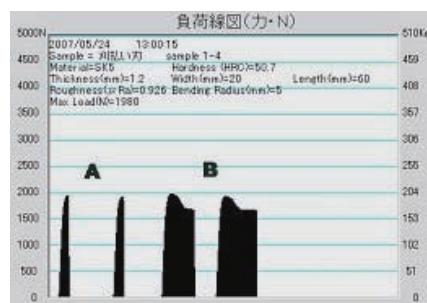 負荷線図(力・N)
5000N 510Kg
2007/05/24 13:00:15
Sample = 刈払い刃 sample 1-4
4500 459
Material=SK5 Hardness (HRC)=50.7
Thickness(mm)=1.2 Width(mm)=20 Length(mm)=60
4000 408
Roughness(μ Ra)=0.926 Bending Radius(mm)=5
Max Load(N)=1980
3500 357
3000 306
2500 255
A B
2000 204
1500 153
1000 102
500 51
0 0